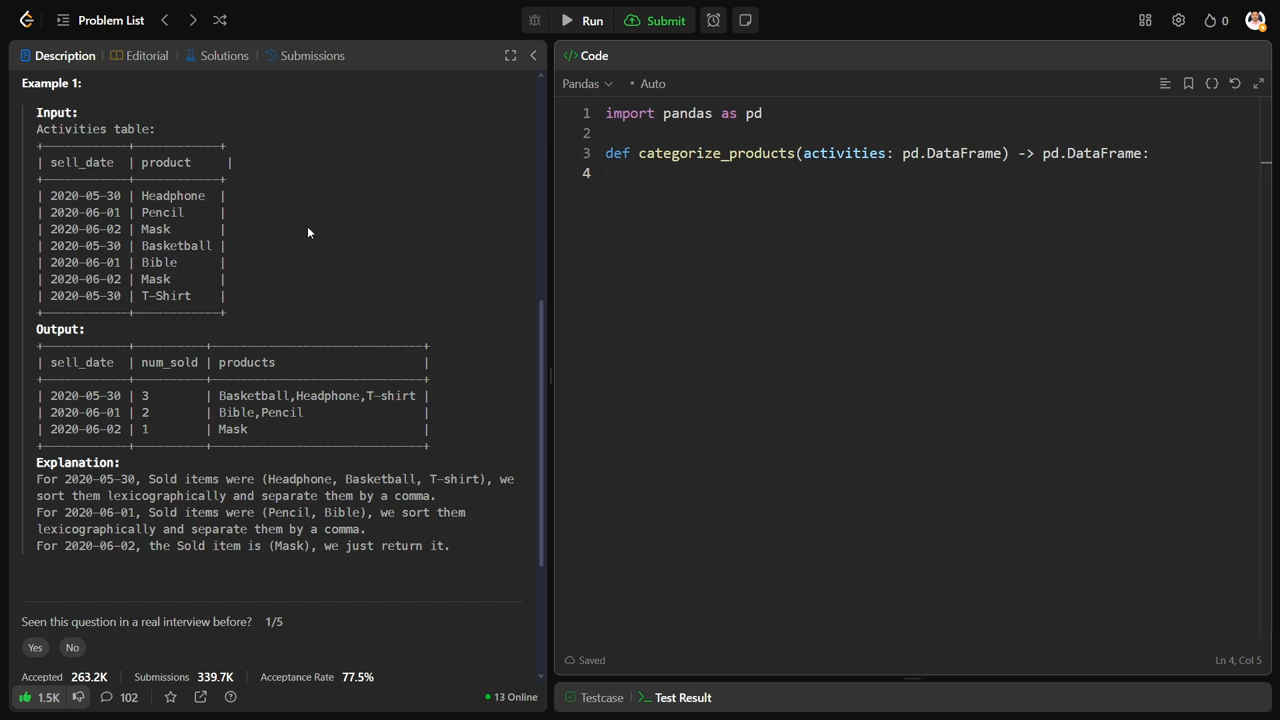 Problem List
Run
Submit
0
Description
Editorial
Solutions
Submissions
Example 1:
Input:
Activities table:
+------------+------------+
| sell_date  | product     |
+------------+------------+
| 2020-05-30 | Headphone  |
| 2020-06-01 | Pencil     |
| 2020-06-02 | Mask       |
| 2020-05-30 | Basketball |
| 2020-06-01 | Bible      |
| 2020-06-02 | Mask       |
| 2020-05-30 | T-Shirt    |
+------------+------------+
Output:
+------------+----------+------------------------------+
| sell_date  | num_sold | products                     |
+------------+----------+------------------------------+
| 2020-05-30 | 3        | Basketball,Headphone,T-shirt |
| 2020-06-01 | 2        | Bible,Pencil                 |
| 2020-06-02 | 1        | Mask                         |
+------------+----------+------------------------------+
Explanation:
For 2020-05-30, Sold items were (Headphone, Basketball, T-shirt), we
sort them lexicographically and separate them by a comma.
For 2020-06-01, Sold items were (Pencil, Bible), we sort them
lexicographically and separate them by a comma.
For 2020-06-02, the Sold item is (Mask), we just return it.
Seen this question in a real interview before? 1/5
Yes No
Accepted 263.2K Submissions 339.7K Acceptance Rate 77.5%
1.5K 102 13 Online
</> Code
Pandas Auto
1 import pandas as pd
2
3 def categorize_products(activities: pd.DataFrame) -> pd.DataFrame:
4
Saved
Ln 4, Col 5
Testcase
Test Result